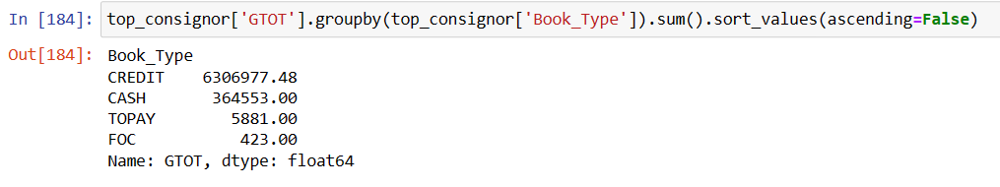 In [184]: top_consignor['GTOT'].groupby(top_consignor['Book_Type']).sum().sort_values(ascending=False)
Out[184]: Book_Type
CREDIT    6306977.48
CASH       364553.00
TOPAY        5881.00
FOC           423.00
Name: GTOT, dtype: float64